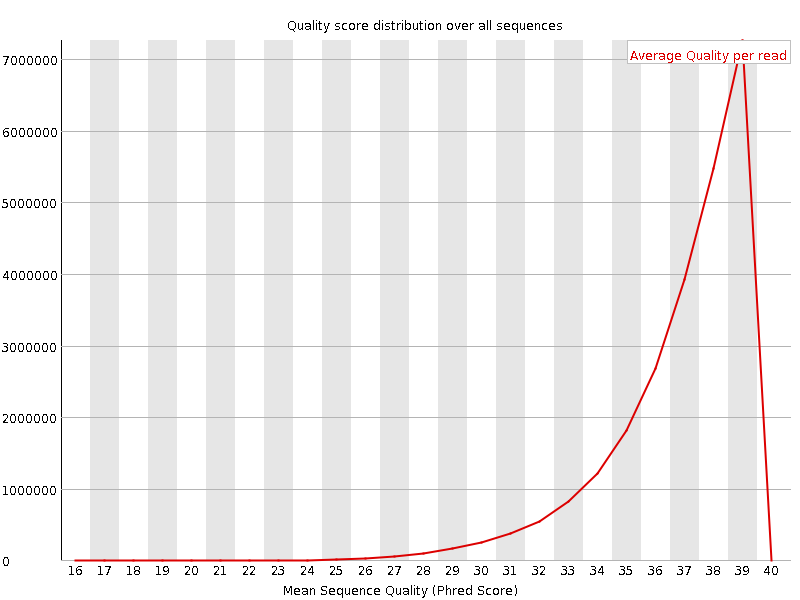 Quality score distribution over all sequences
Average Quality per read
7000000
6000000
5000000
4000000
3000000
2000000
1000000
0
16 17 18 19 20 21 22 23 24 25 26 27 28 29 30 31 32 33 34 35 36 37 38 39 40
Mean Sequence Quality (Phred Score)